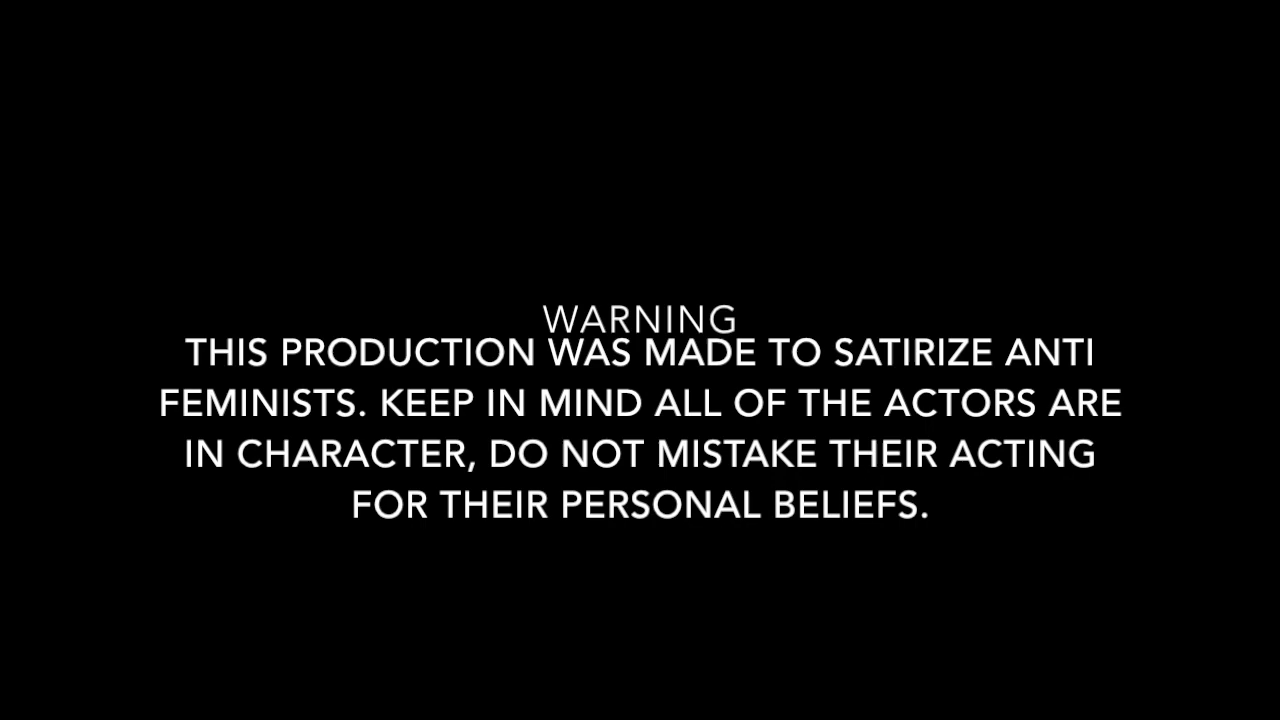 WARNING
THIS PRODUCTION WAS MADE TO SATIRIZE ANTI
FEMINISTS. KEEP IN MIND ALL OF THE ACTORS ARE
IN CHARACTER, DO NOT MISTAKE THEIR ACTING
FOR THEIR PERSONAL BELIEFS.